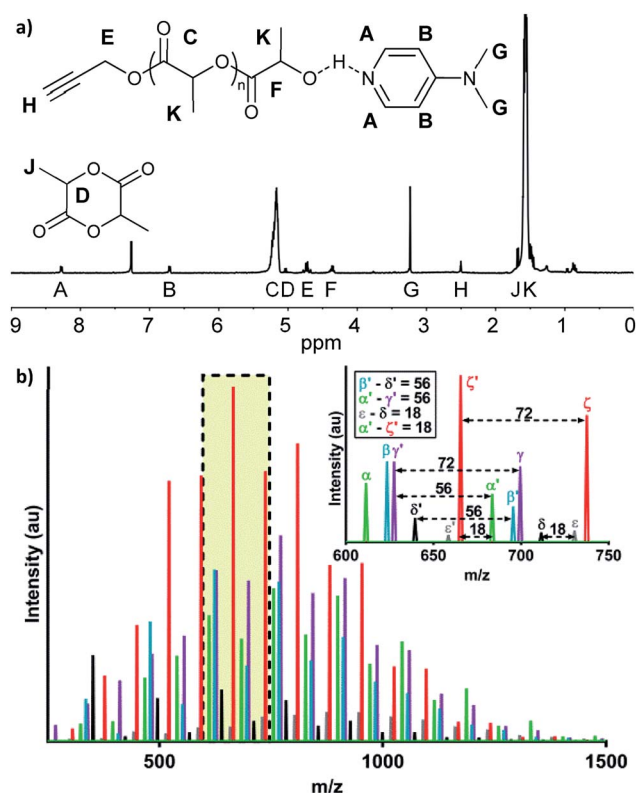 a)
E C K
O O O
H O O O H A B
n
O F N N G
K G
A B
J D O O
O O
A B C D E F G H J K
9 8 7 6 5 4 3 2 1 0
ppm
b)
Intensity (au)
500 1000 1500
m/z
β' - δ' = 56
α' - γ' = 56
ε - δ = 18
α' - ζ' = 18
Intensity (au)
ζ' ζ
72
α β γ' 72 γ
56 α'
δ' 56 β'
ε' 18 δ 18 ε
600 650 700 750
m/z